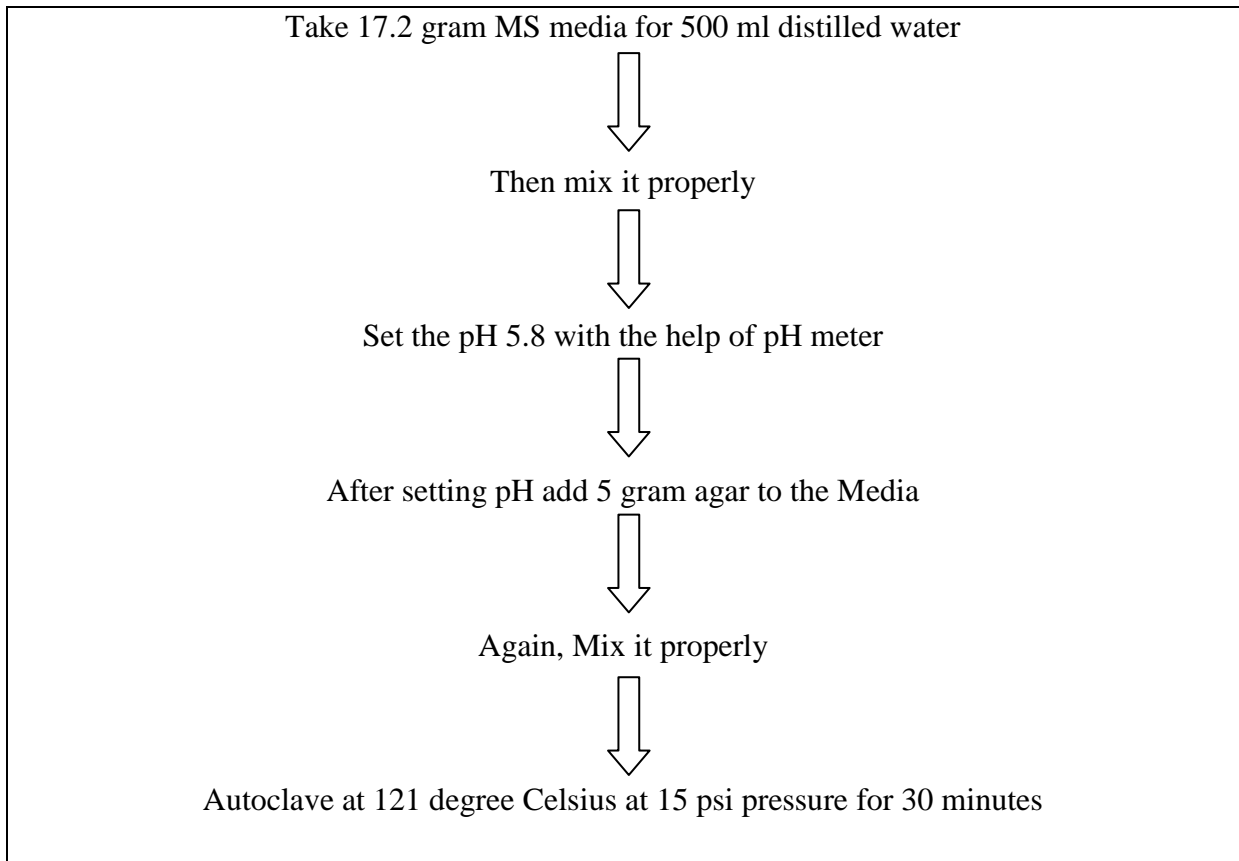 Take 17.2 gram MS media for 500 ml distilled water
Then mix it properly
Set the pH 5.8 with the help of pH meter
After setting pH add 5 gram agar to the Media
Again, Mix it properly
Autoclave at 121 degree Celsius at 15 psi pressure for 30 minutes